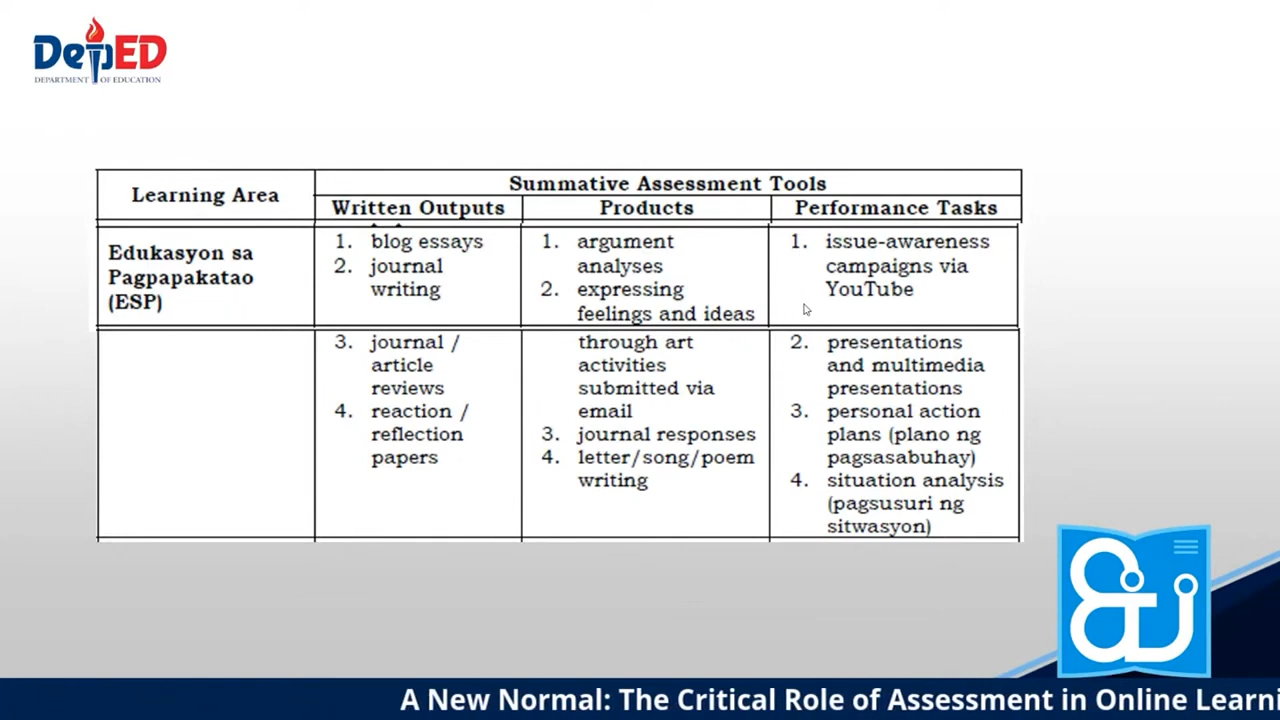 DepED
DEPARTMENT OF EDUCATION
Learning Area
Summative Assessment Tools
Written Outputs
Products
Performance Tasks
Edukasyon sa
Pagpapakatao
(ESP)
1. blog essays
2. journal
writing
1. argument
analyses
2. expressing
feelings and ideas
1. issue-awareness
campaigns via
YouTube
3. journal /
article
reviews
4. reaction /
reflection
papers
through art
activities
submitted via
email
3. journal responses
4. letter/song/poem
writing
2. presentations
and multimedia
presentations
3. personal action
plans (plano ng
pagsasabuhay)
4. situation analysis
(pagsusuri ng
sitwasyon)
A New Normal: The Critical Role of Assessment in Online Learni